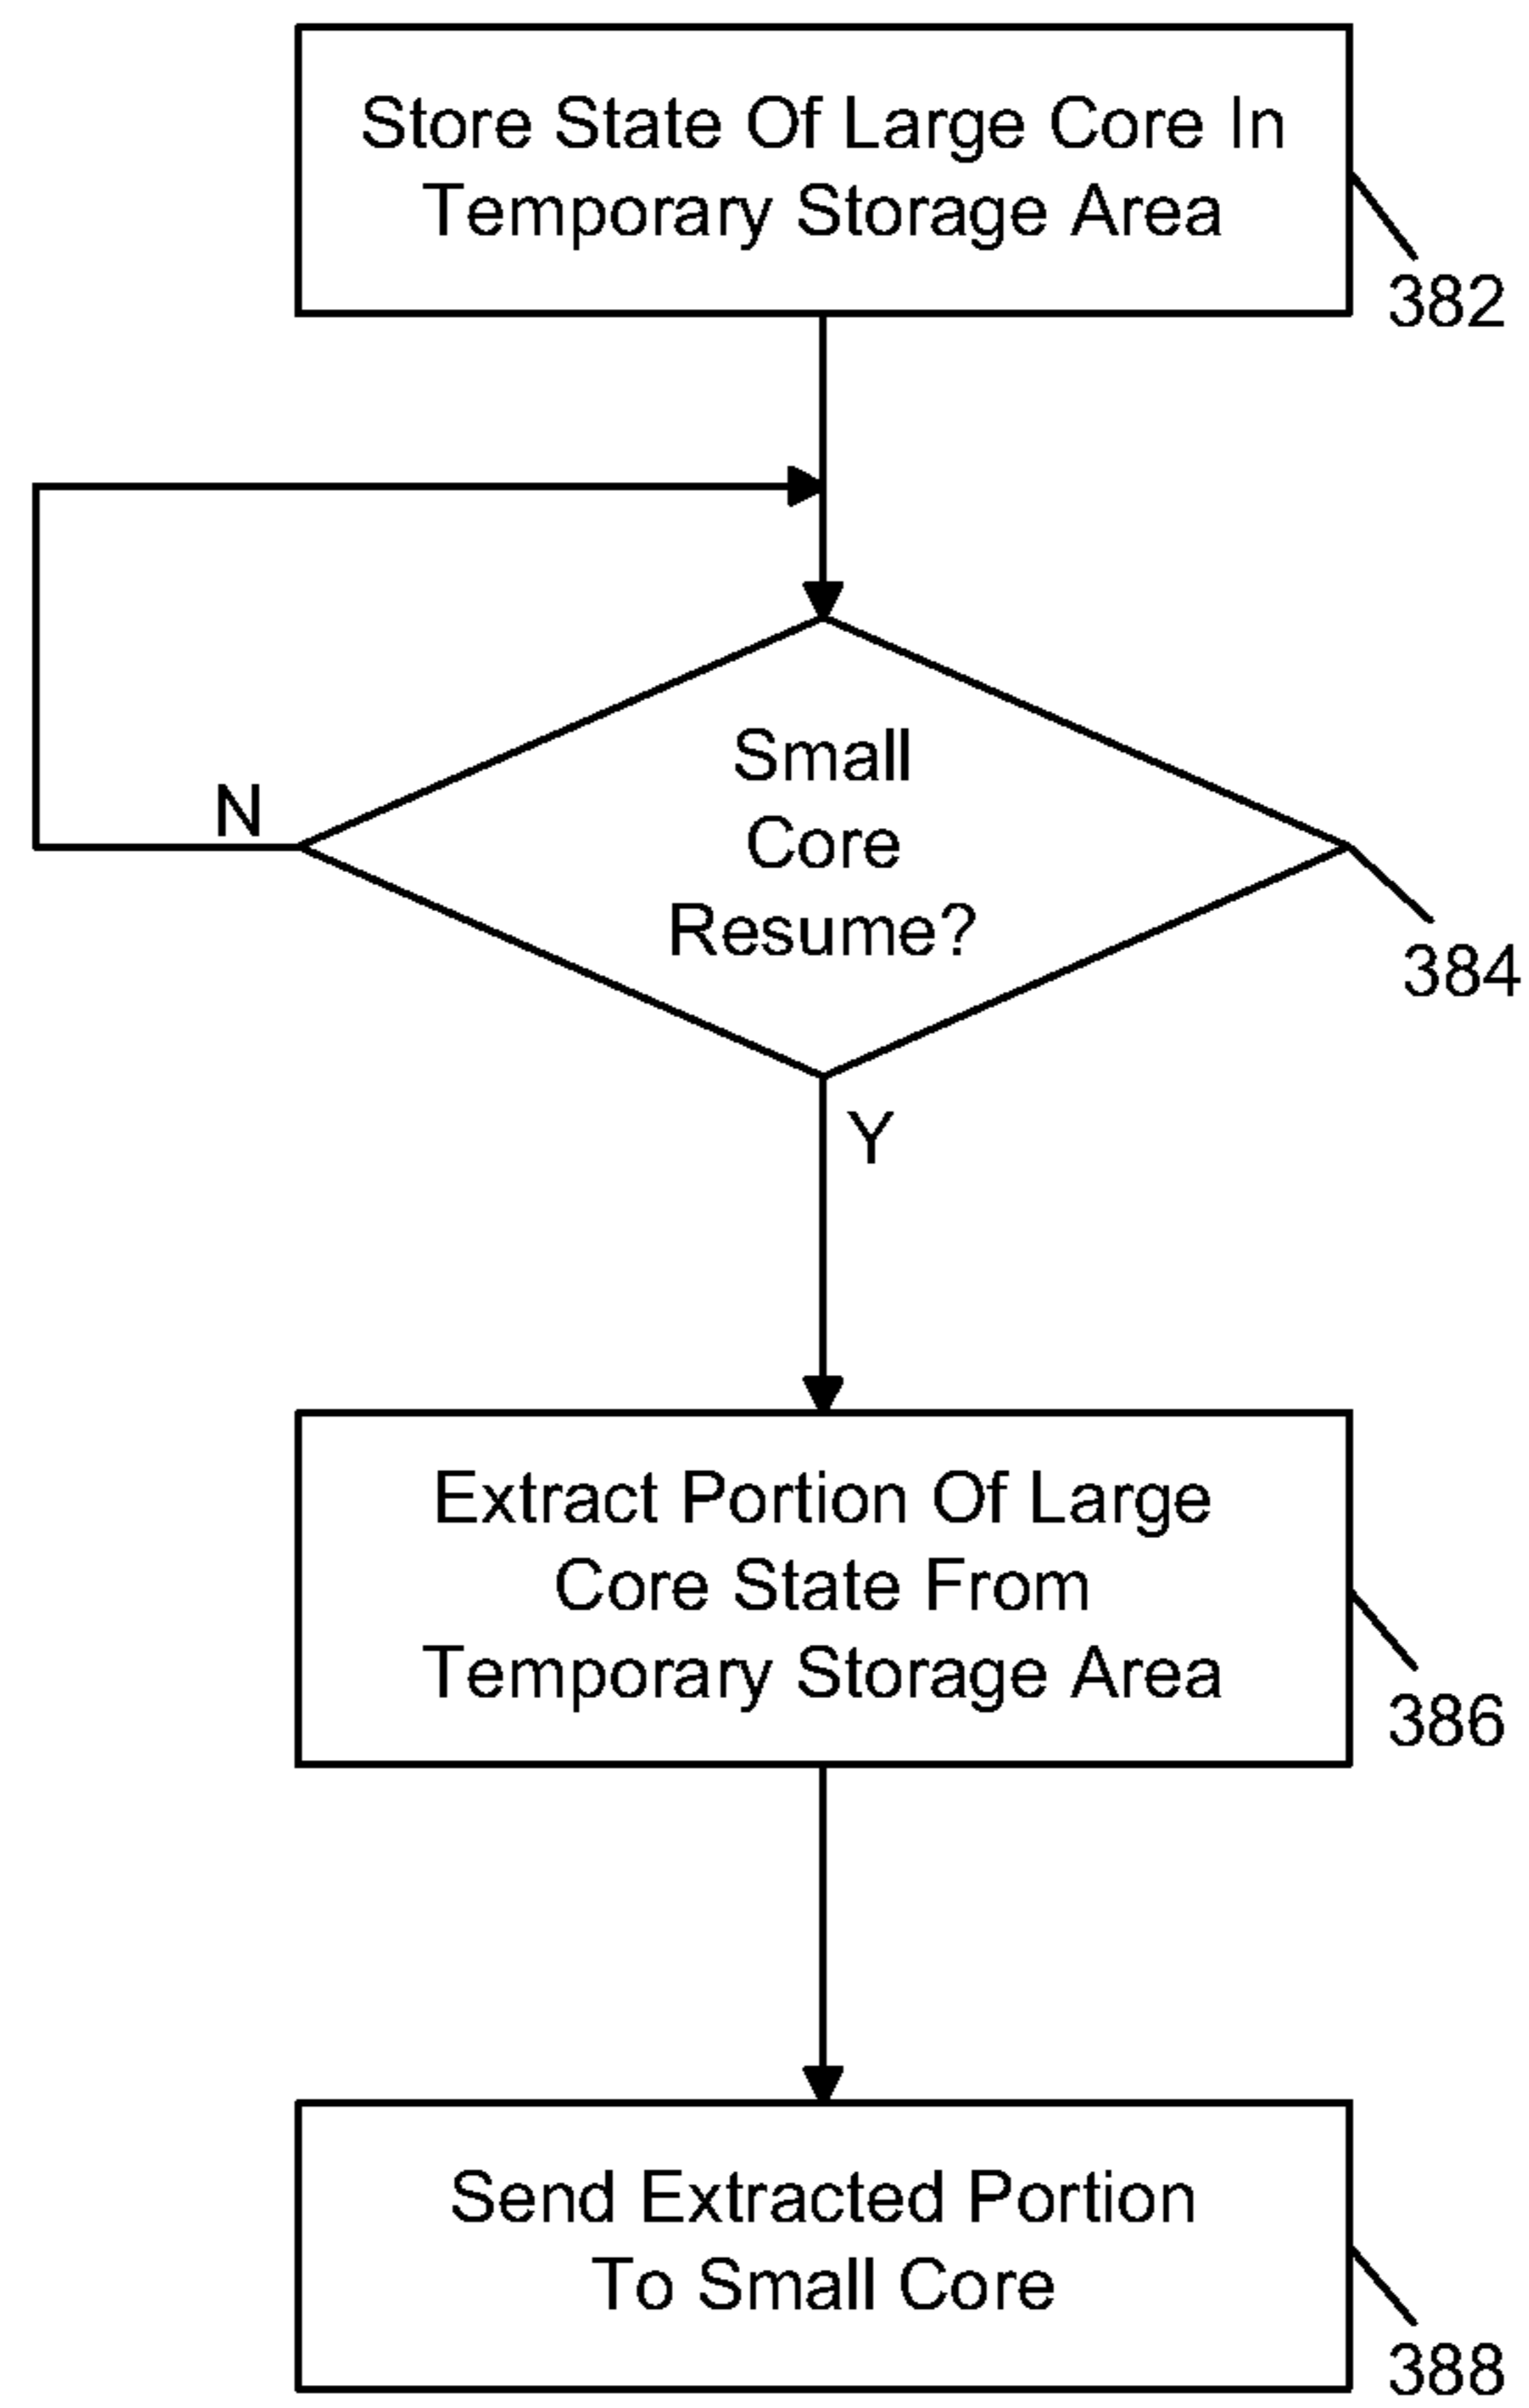 Store State Of Large Core In
Temporary Storage Area
382
Small
Core
Resume?
N
384
Y
Extract Portion Of Large
Core State From
Temporary Storage Area
386
Send Extracted Portion
To Small Core
388